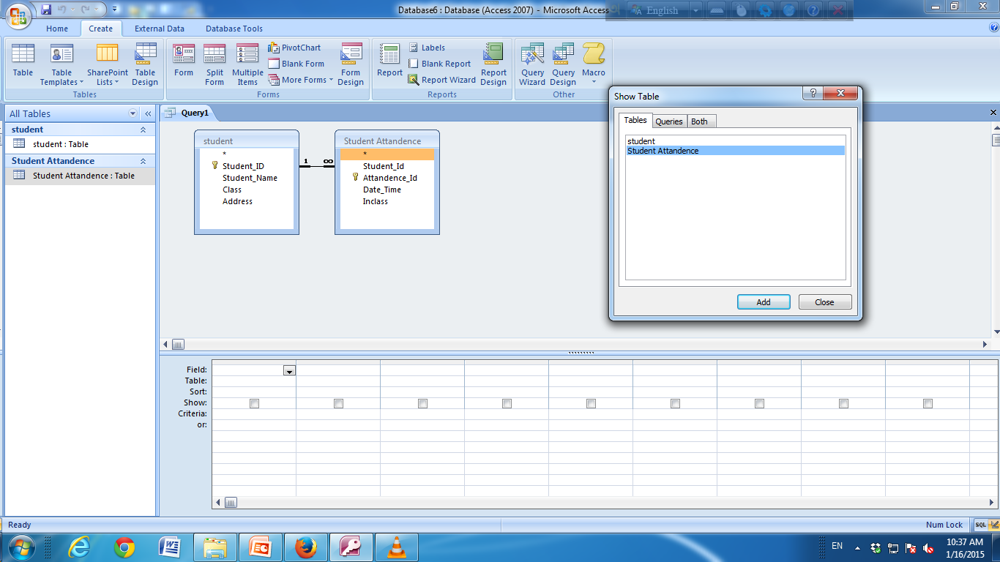 Database6 : Database (Access 2007) - Microsoft Access
English
Home Create External Data Database Tools
Table
Table Templates
SharePoint Lists
Table Design
Tables
Form
Split Form
Multiple Items
PivotChart
Blank Form
More Forms
Form Design
Forms
Report
Labels
Blank Report
Report Wizard
Report Design
Reports
Query Wizard
Query Design
Macro
Other
All Tables
student
student : Table
Student Attandence
Student Attandence : Table
Query1
student
*
Student_ID
Student_Name
Class
Address
1 ∞
Student Attandence
*
Student_Id
Attandence_Id
Date_Time
Inclass
Show Table
Tables Queries Both
student
Student Attandence
Add Close
Field:
Table:
Sort:
Show:
Criteria:
or:
Ready
Num Lock
SQL
EN
10:37 AM
1/16/2015